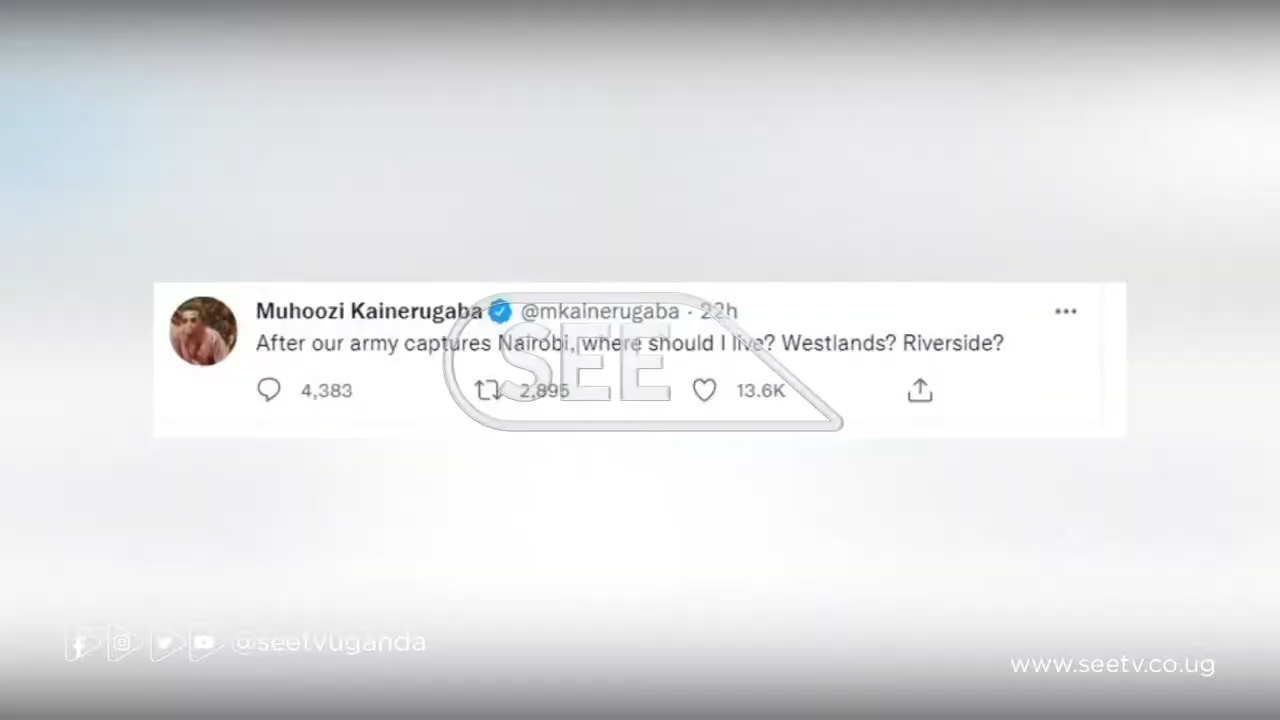 Muhoozi Kainerugaba @mkainerugaba · 22h
After our army captures Nairobi, where should I live? Westlands? Riverside?
4,383 2,895 13.6K
SEE
@seetvuganda
www.seetv.co.ug